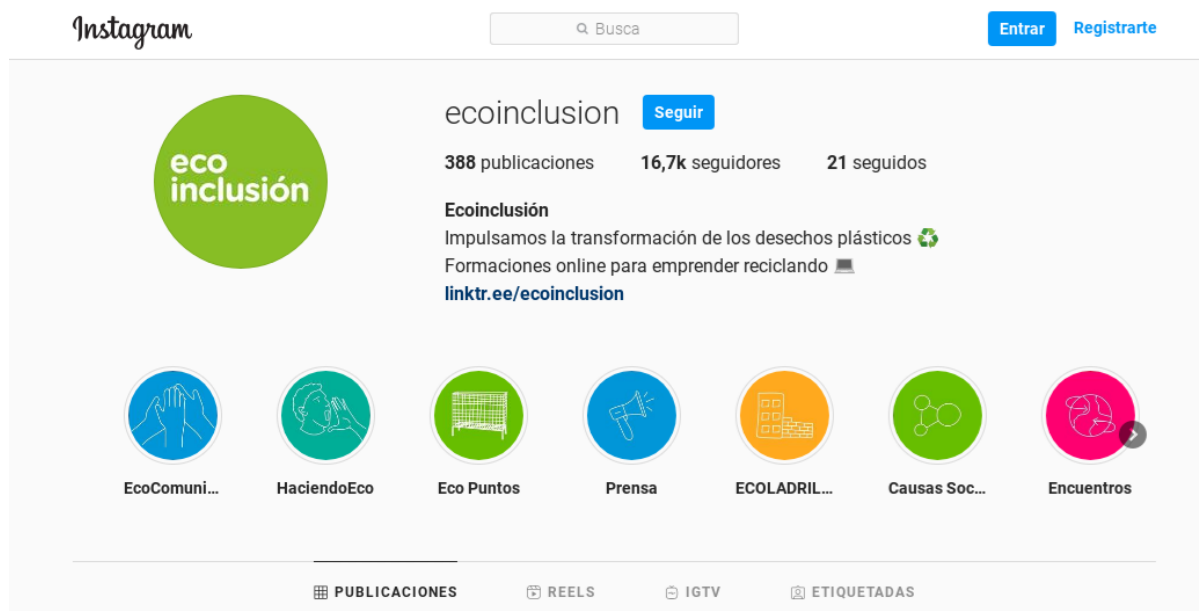 Instagram
Busca
Entrar
Registrarte
eco
inclusión
ecoinclusion
Seguir
388 publicaciones
16,7k seguidores
21 seguidos
Ecoinclusión
Impulsamos la transformación de los desechos plásticos ♻️
Formaciones online para emprender reciclando 💻
linktr.ee/ecoinclusion
EcoComuni...
HaciendoEco
Eco Puntos
Prensa
ECOLADRIL...
Causas Soc...
Encuentros
PUBLICACIONES
REELS
IGTV
ETIQUETADAS